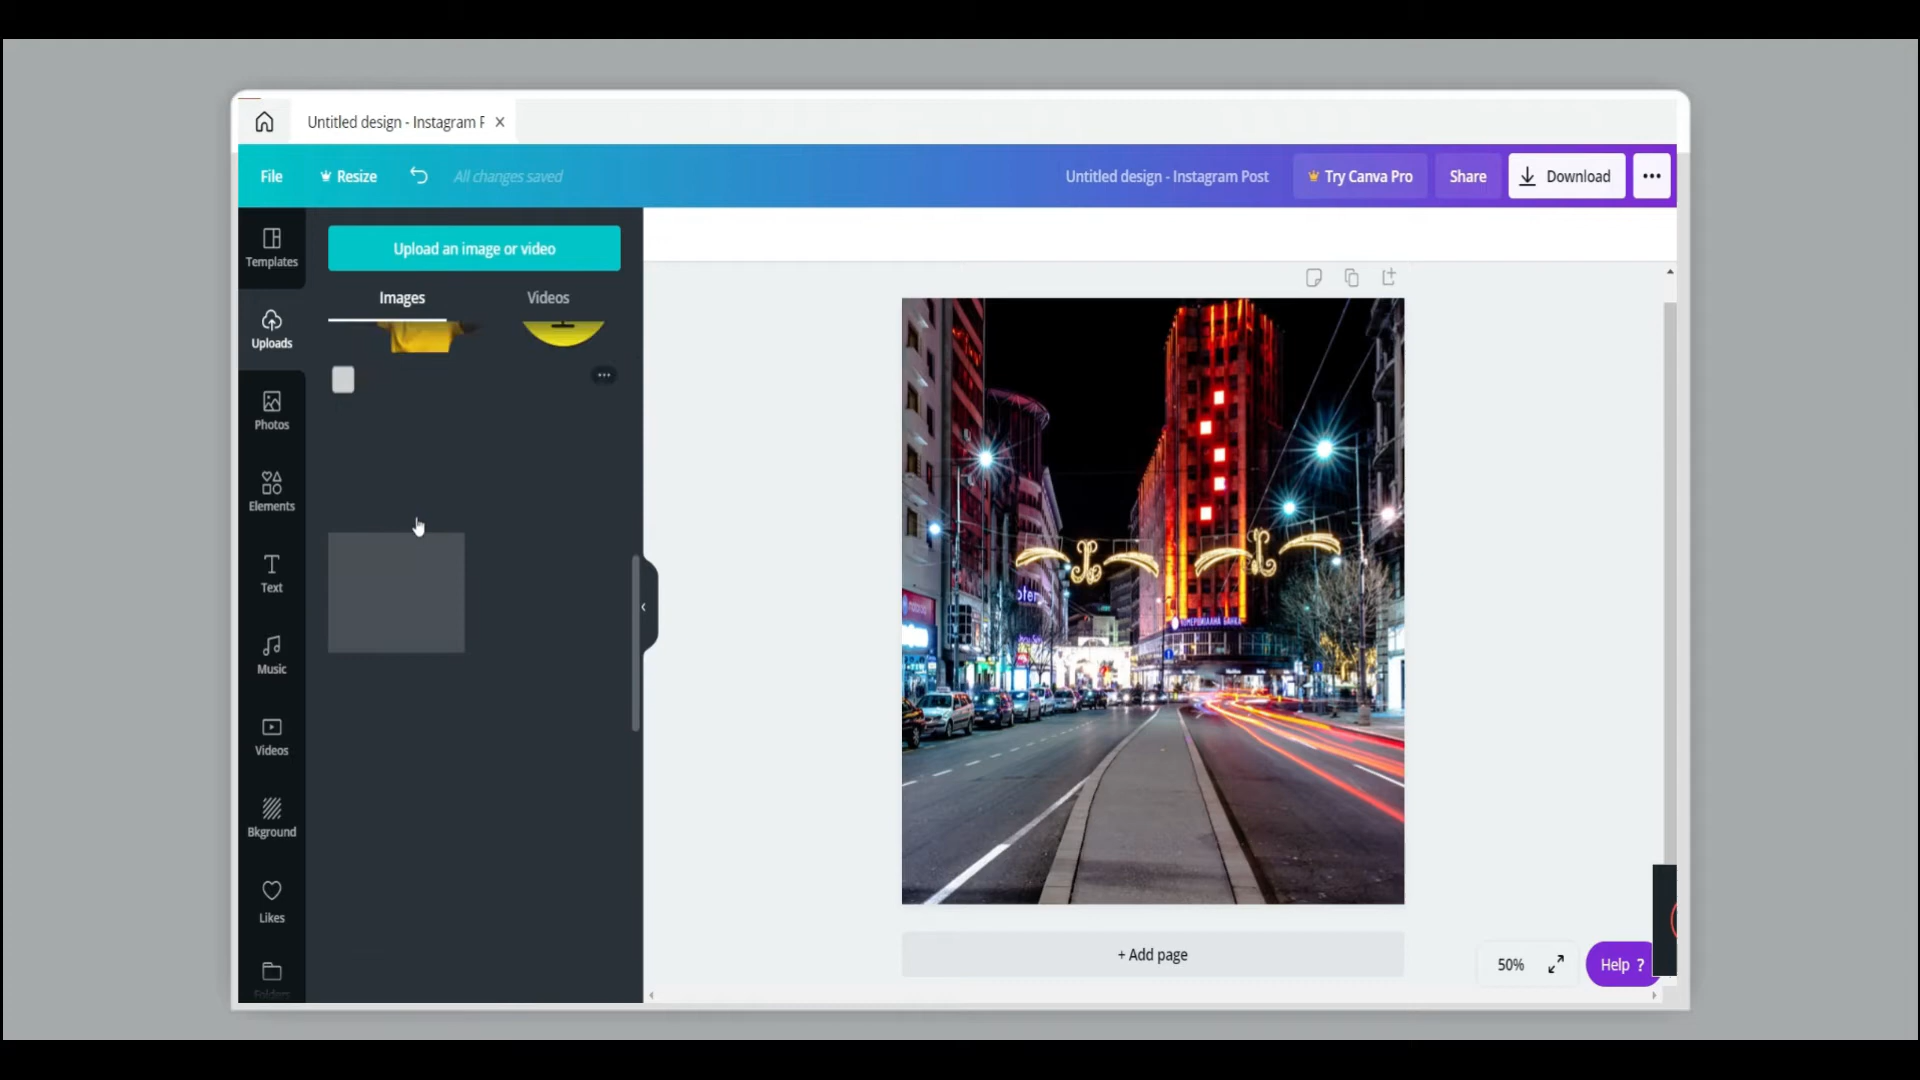 Untitled design - Instagram P
File
Resize
All changes saved
Untitled design - Instagram Post
Try Canva Pro
Share
Download
Templates
Upload an image or video
Images
Videos
Uploads
Photos
Elements
Text
Music
Videos
Bkground
Likes
Folders
+ Add page
50%
Help ?